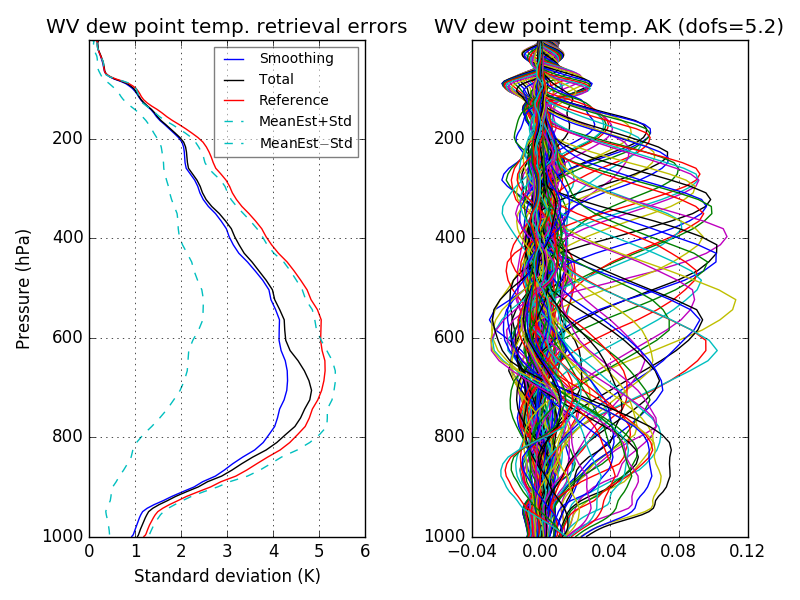 WV dew point temp. retrieval errors
Smoothing
Total
Reference
MeanEst+Std
MeanEst−Std
200
400
600
800
1000
Pressure (hPa)
0 1 2 3 4 5 6
Standard deviation (K)
WV dew point temp. AK (dofs=5.2)
200
400
600
800
1000
−0.04 0.00 0.04 0.08 0.12